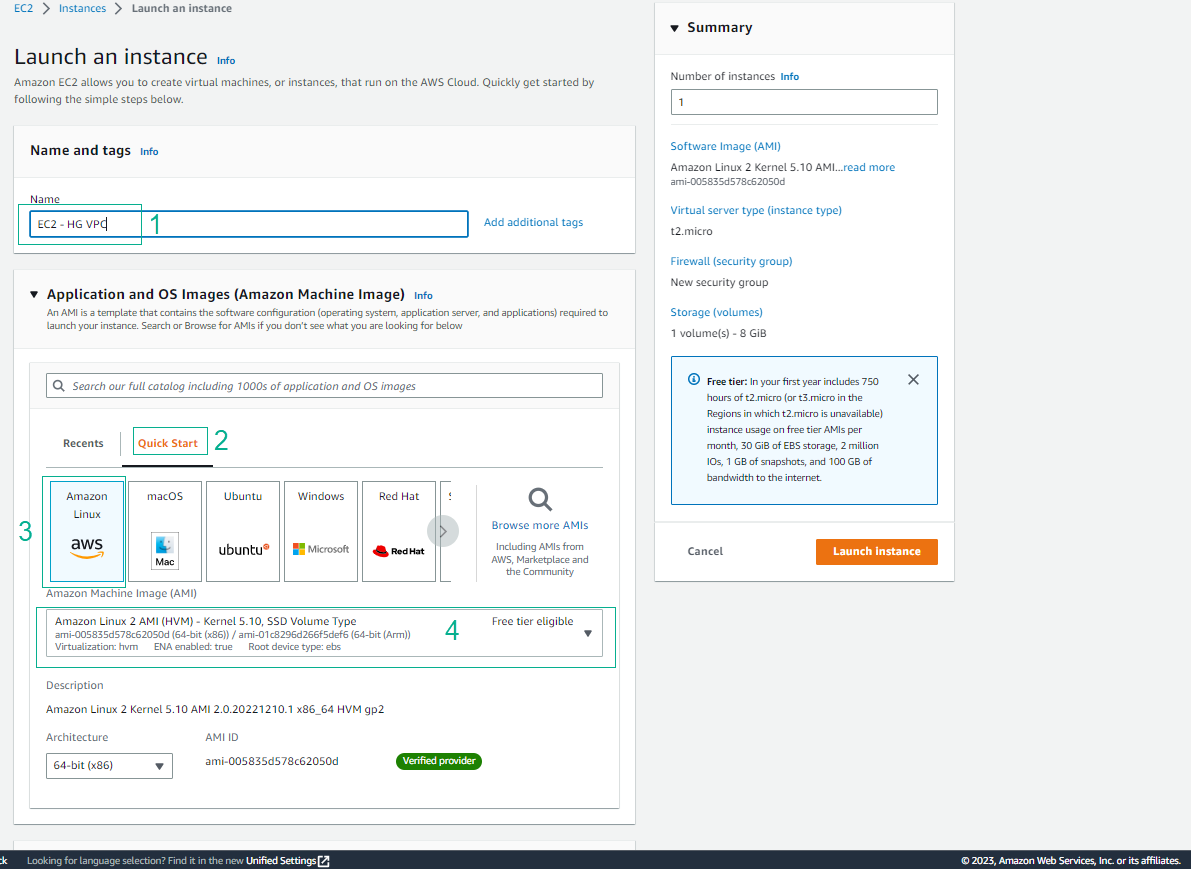 EC2 > Instances > Launch an instance
Launch an instance Info
Amazon EC2 allows you to create virtual machines, or instances, that run on the AWS Cloud. Quickly get started by
following the simple steps below.
Name and tags Info
Name
EC2 - HG VPC 1 Add additional tags
Application and OS Images (Amazon Machine Image) Info
An AMI is a template that contains the software configuration (operating system, application server, and applications) required to
launch your instance. Search or Browse for AMIs if you don't see what you are looking for below
Search our full catalog including 1000s of application and OS images
Recents Quick Start 2
3
Amazon
Linux
aws
macOS
Mac
Ubuntu
ubuntu
Windows
Microsoft
Red Hat
Red Hat
Browse more AMIs
Including AMIs from
AWS, Marketplace and
the Community
Amazon Machine Image (AMI)
Amazon Linux 2 AMI (HVM) - Kernel 5.10, SSD Volume Type Free tier eligible
ami-005835d578c62050d (64-bit (x86)) / ami-01c8296d266f5def6 (64-bit (Arm)) 4
Virtualization: hvm ENA enabled: true Root device type: ebs
Description
Amazon Linux 2 Kernel 5.10 AMI 2.0.20221210.1 x86_64 HVM gp2
Architecture AMI ID
64-bit (x86) ami-005835d578c62050d Verified provider
Summary
Number of instances Info
1
Software Image (AMI)
Amazon Linux 2 Kernel 5.10 AMI...read more
ami-005835d578c62050d
Virtual server type (instance type)
t2.micro
Firewall (security group)
New security group
Storage (volumes)
1 volume(s) - 8 GiB
Free tier: In your first year includes 750
hours of t2.micro (or t3.micro in the
Regions in which t2.micro is unavailable)
instance usage on free tier AMIs per
month, 30 GiB of EBS storage, 2 million
IOs, 1 GB of snapshots, and 100 GB of
bandwidth to the internet.
Cancel Launch instance
ck Looking for language selection? Find it in the new Unified Settings © 2023, Amazon Web Services, Inc. or its affiliates.